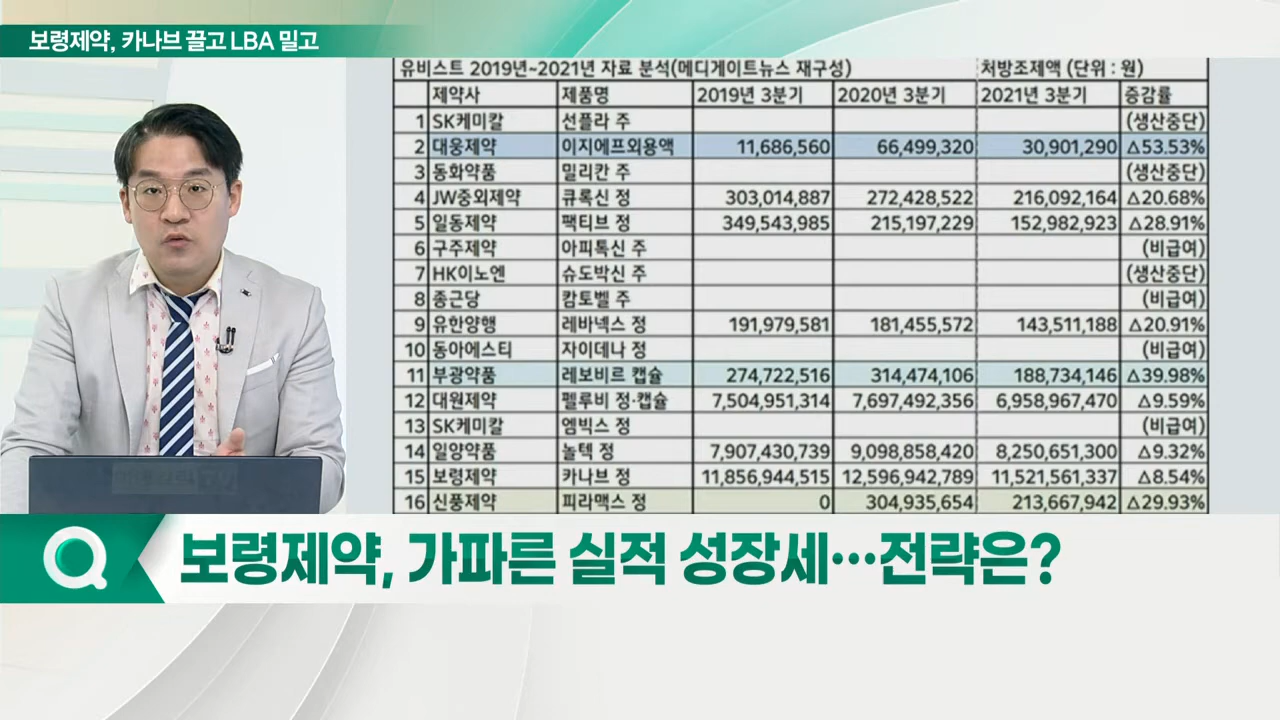 보령제약, 카나브 끌고 LBA 밀고
유비스트 2019년~2021년 자료 분석(메디게이트뉴스 재구성) 처방조제액 (단위 : 원)
제약사 제품명 2019년 3분기 2020년 3분기 2021년 3분기 증감률
1 SK케미칼 선플라 주 (생산중단)
2 대웅제약 이지에프외용액 11,686,560 66,499,320 30,901,290 △53.53%
3 동화약품 밀리칸 주 (생산중단)
4 JW중외제약 큐록신 정 303,014,887 272,428,522 216,092,164 △20.68%
5 일동제약 팩티브 정 349,543,985 215,197,229 152,982,923 △28.91%
6 구주제약 아피톡신 주 (비급여)
7 HK이노엔 슈도박신 주 (생산중단)
8 종근당 캄토벨 주 (비급여)
9 유한양행 레바넥스 정 191,979,581 181,455,572 143,511,188 △20.91%
10 동아에스티 자이데나 정 (비급여)
11 부광약품 레보비르 캡슐 274,722,516 314,474,106 188,734,146 △39.98%
12 대원제약 펠루비 정·캡슐 7,504,951,314 7,697,492,356 6,958,967,470 △9.59%
13 SK케미칼 엠빅스 정 (비급여)
14 일양약품 놀텍 정 7,907,430,739 9,098,858,420 8,250,651,300 △9.32%
15 보령제약 카나브 정 11,856,944,515 12,596,942,789 11,521,561,337 △8.54%
16 신풍제약 피라맥스 정 0 304,935,654 213,667,942 △29.93%
보령제약, 가파른 실적 성장세…전략은?